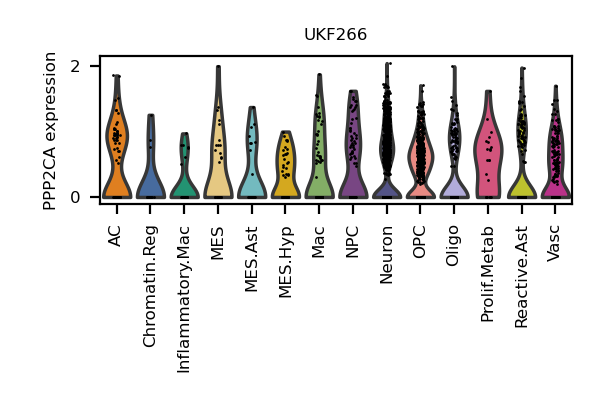 UKF266
PPP2CA expression
2
0
AC
Chromatin.Reg
Inflammatory.Mac
MES
MES.Ast
MES.Hyp
Mac
NPC
Neuron
OPC
Oligo
Prolif.Metab
Reactive.Ast
Vasc